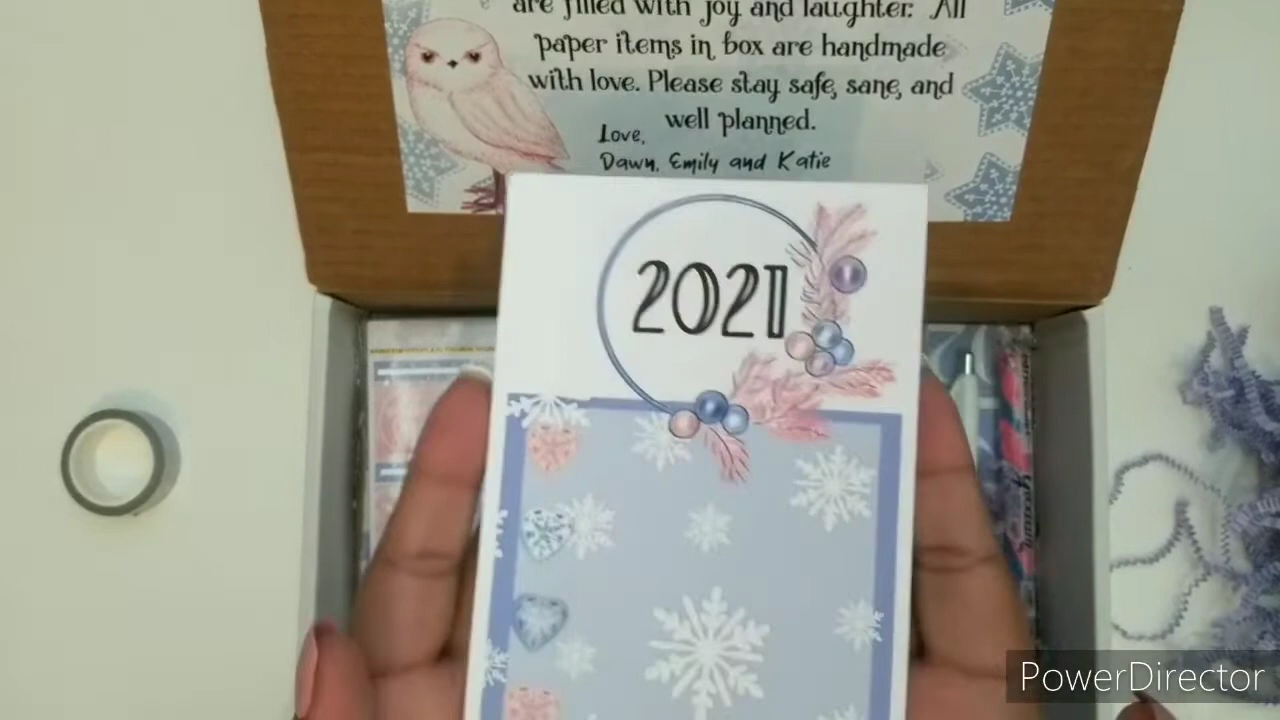 are filled with joy and laughter. All
paper items in box are handmade
with love. Please stay safe, sane, and
well planned.
Love,
Dawn, Emily and Katie
2021
PowerDirector